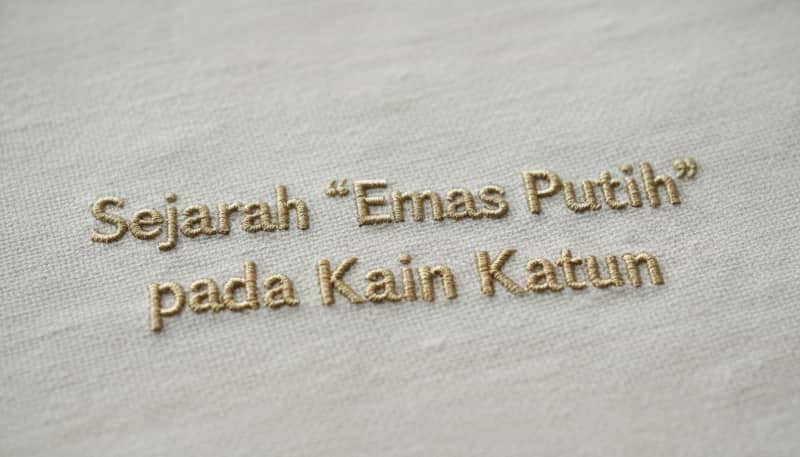 Sejarah “Emas Putih”
pada Kain Katun